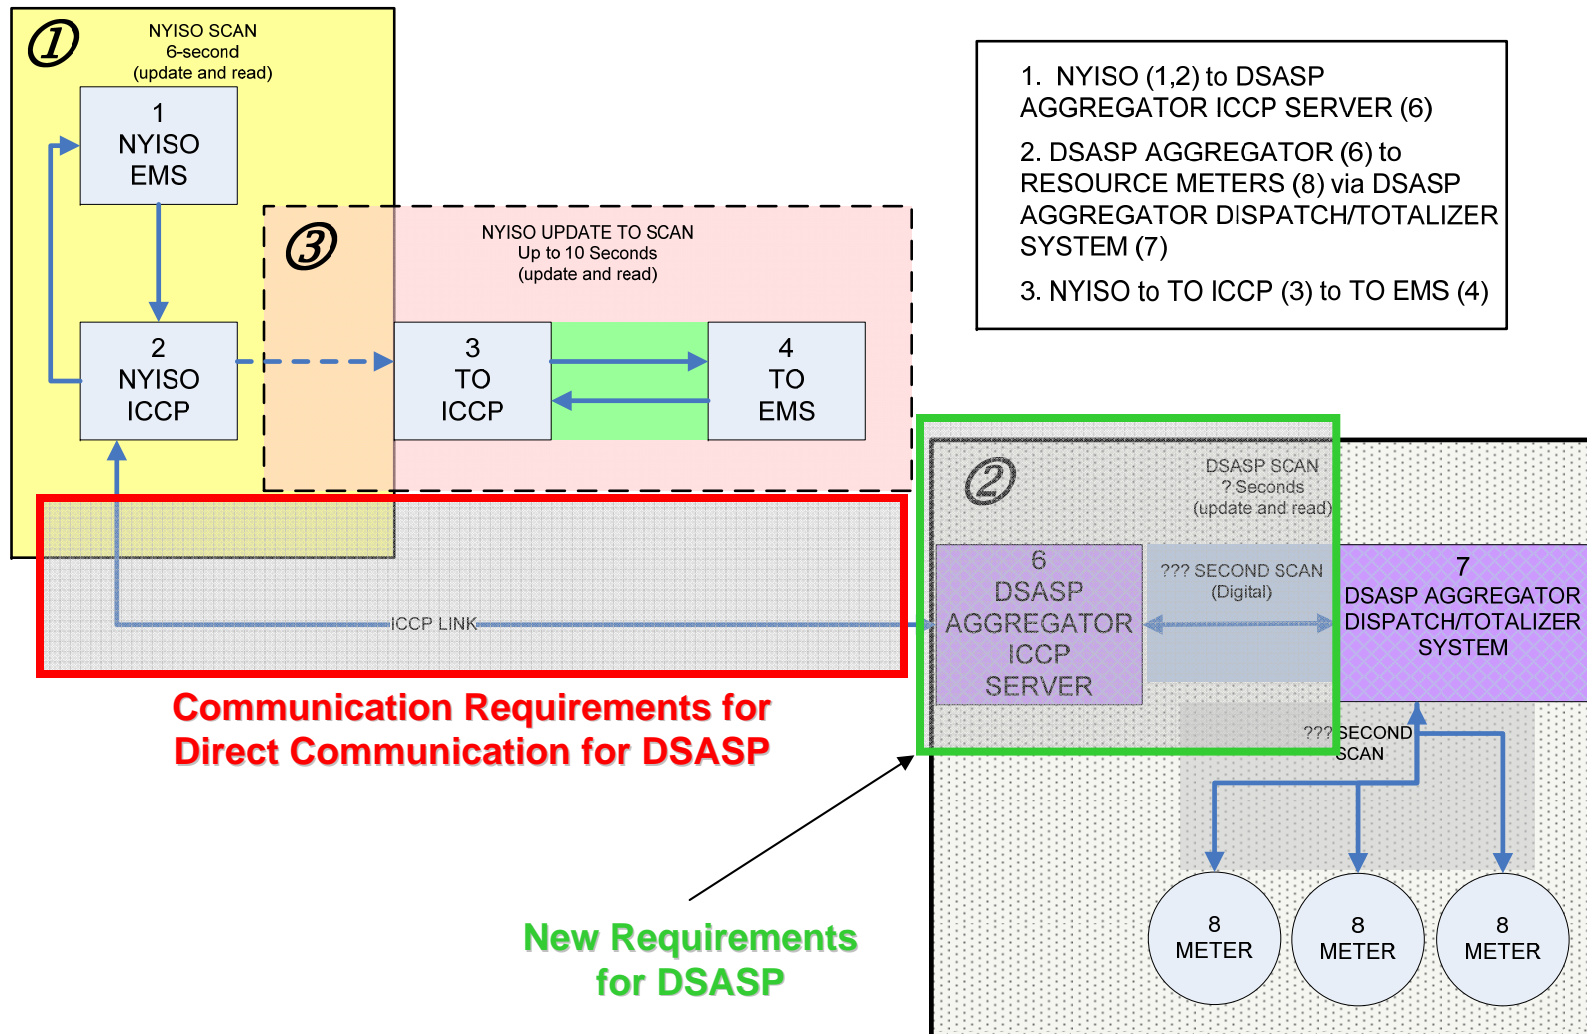 ①
NYISO SCAN
6-second
(update and read)
1
NYISO
EMS
1. NYISO (1,2) to DSASP
AGGREGATOR ICCP SERVER (6)
2. DSASP AGGREGATOR (6) to
RESOURCE METERS (8) via DSASP
AGGREGATOR DISPATCH/TOTALIZER
SYSTEM (7)
3. NYISO to TO ICCP (3) to TO EMS (4)
③
NYISO UPDATE TO SCAN
Up to 10 Seconds
(update and read)
2
NYISO
ICCP
3
TO
ICCP
4
TO
EMS
②
DSASP SCAN
? Seconds
(update and read)
ICCP LINK
6
DSASP
AGGREGATOR
ICCP
SERVER
??? SECOND SCAN
(Digital)
7
DSASP AGGREGATOR
DISPATCH/TOTALIZER
SYSTEM
Communication Requirements for
Direct Communication for DSASP
??? SECOND
SCAN
New Requirements
for DSASP
8
METER
8
METER
8
METER